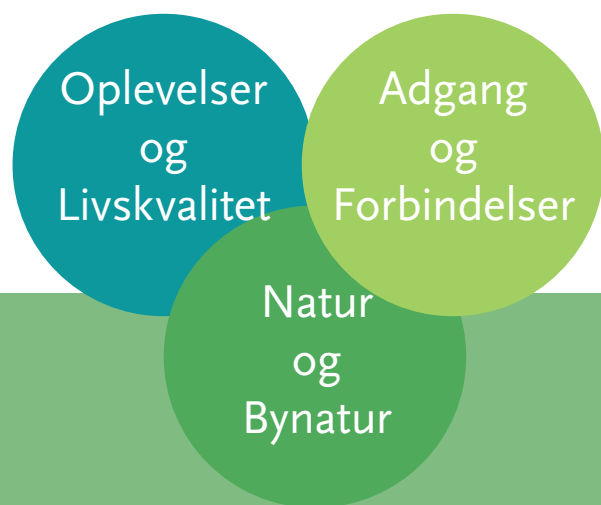 Oplevelser
og
Livskvalitet
Adgang
og
Forbindelser
Natur
og
Bynatur